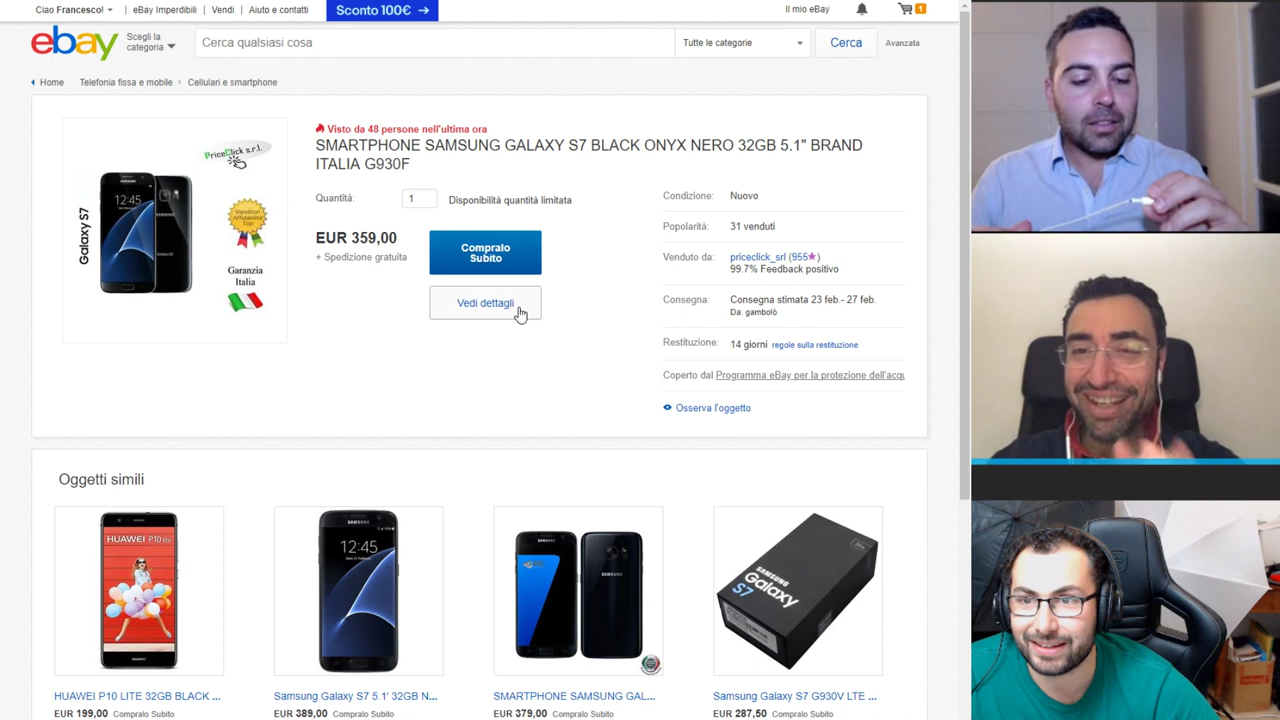 Ciao Francesco!
eBay Imperdibili
Vendi
Aiuto e contatti
Sconto 100€ →
Il mio eBay
1
ebay
Scegli la categoria
Cerca qualsiasi cosa
Tutte le categorie
Cerca
Avanzata
Home
Telefonia fissa e mobile
Cellulari e smartphone
PriceClick s.r.l.
Galaxy S7
12:45
SAMSUNG
Venditori
Affidabilità
Top
Garanzia
Italia
Visto da 48 persone nell'ultima ora
SMARTPHONE SAMSUNG GALAXY S7 BLACK ONYX NERO 32GB 5.1" BRAND
ITALIA G930F
Quantità:
1
Disponibilità quantità limitata
EUR 359,00
+ Spedizione gratuita
Compralo
Subito
Vedi dettagli
Condizione:
Nuovo
Popolarità:
31 venduti
Venduto da:
priceclick_srl (955★)
99.7% Feedback positivo
Consegna:
Consegna stimata 23 feb.- 27 feb.
Da: gambolò
Restituzione:
14 giorni regole sulla restituzione
Coperto dal Programma eBay per la protezione dell'acqu
Osserva l'oggetto
Oggetti simili
HUAWEI P10 lite
HUAWEI
SAMSUNG
12:45
SAMSUNG
SAMSUNG
Galaxy
S7
HUAWEI P10 LITE 32GB BLACK ...
EUR 199,00 Compralo Subito
Samsung Galaxy S7 5.1' 32GB N...
EUR 389,00 Compralo Subito
SMARTPHONE SAMSUNG GAL...
EUR 379,00 Compralo Subito
Samsung Galaxy S7 G930V LTE ...
EUR 287,50 Compralo Subito